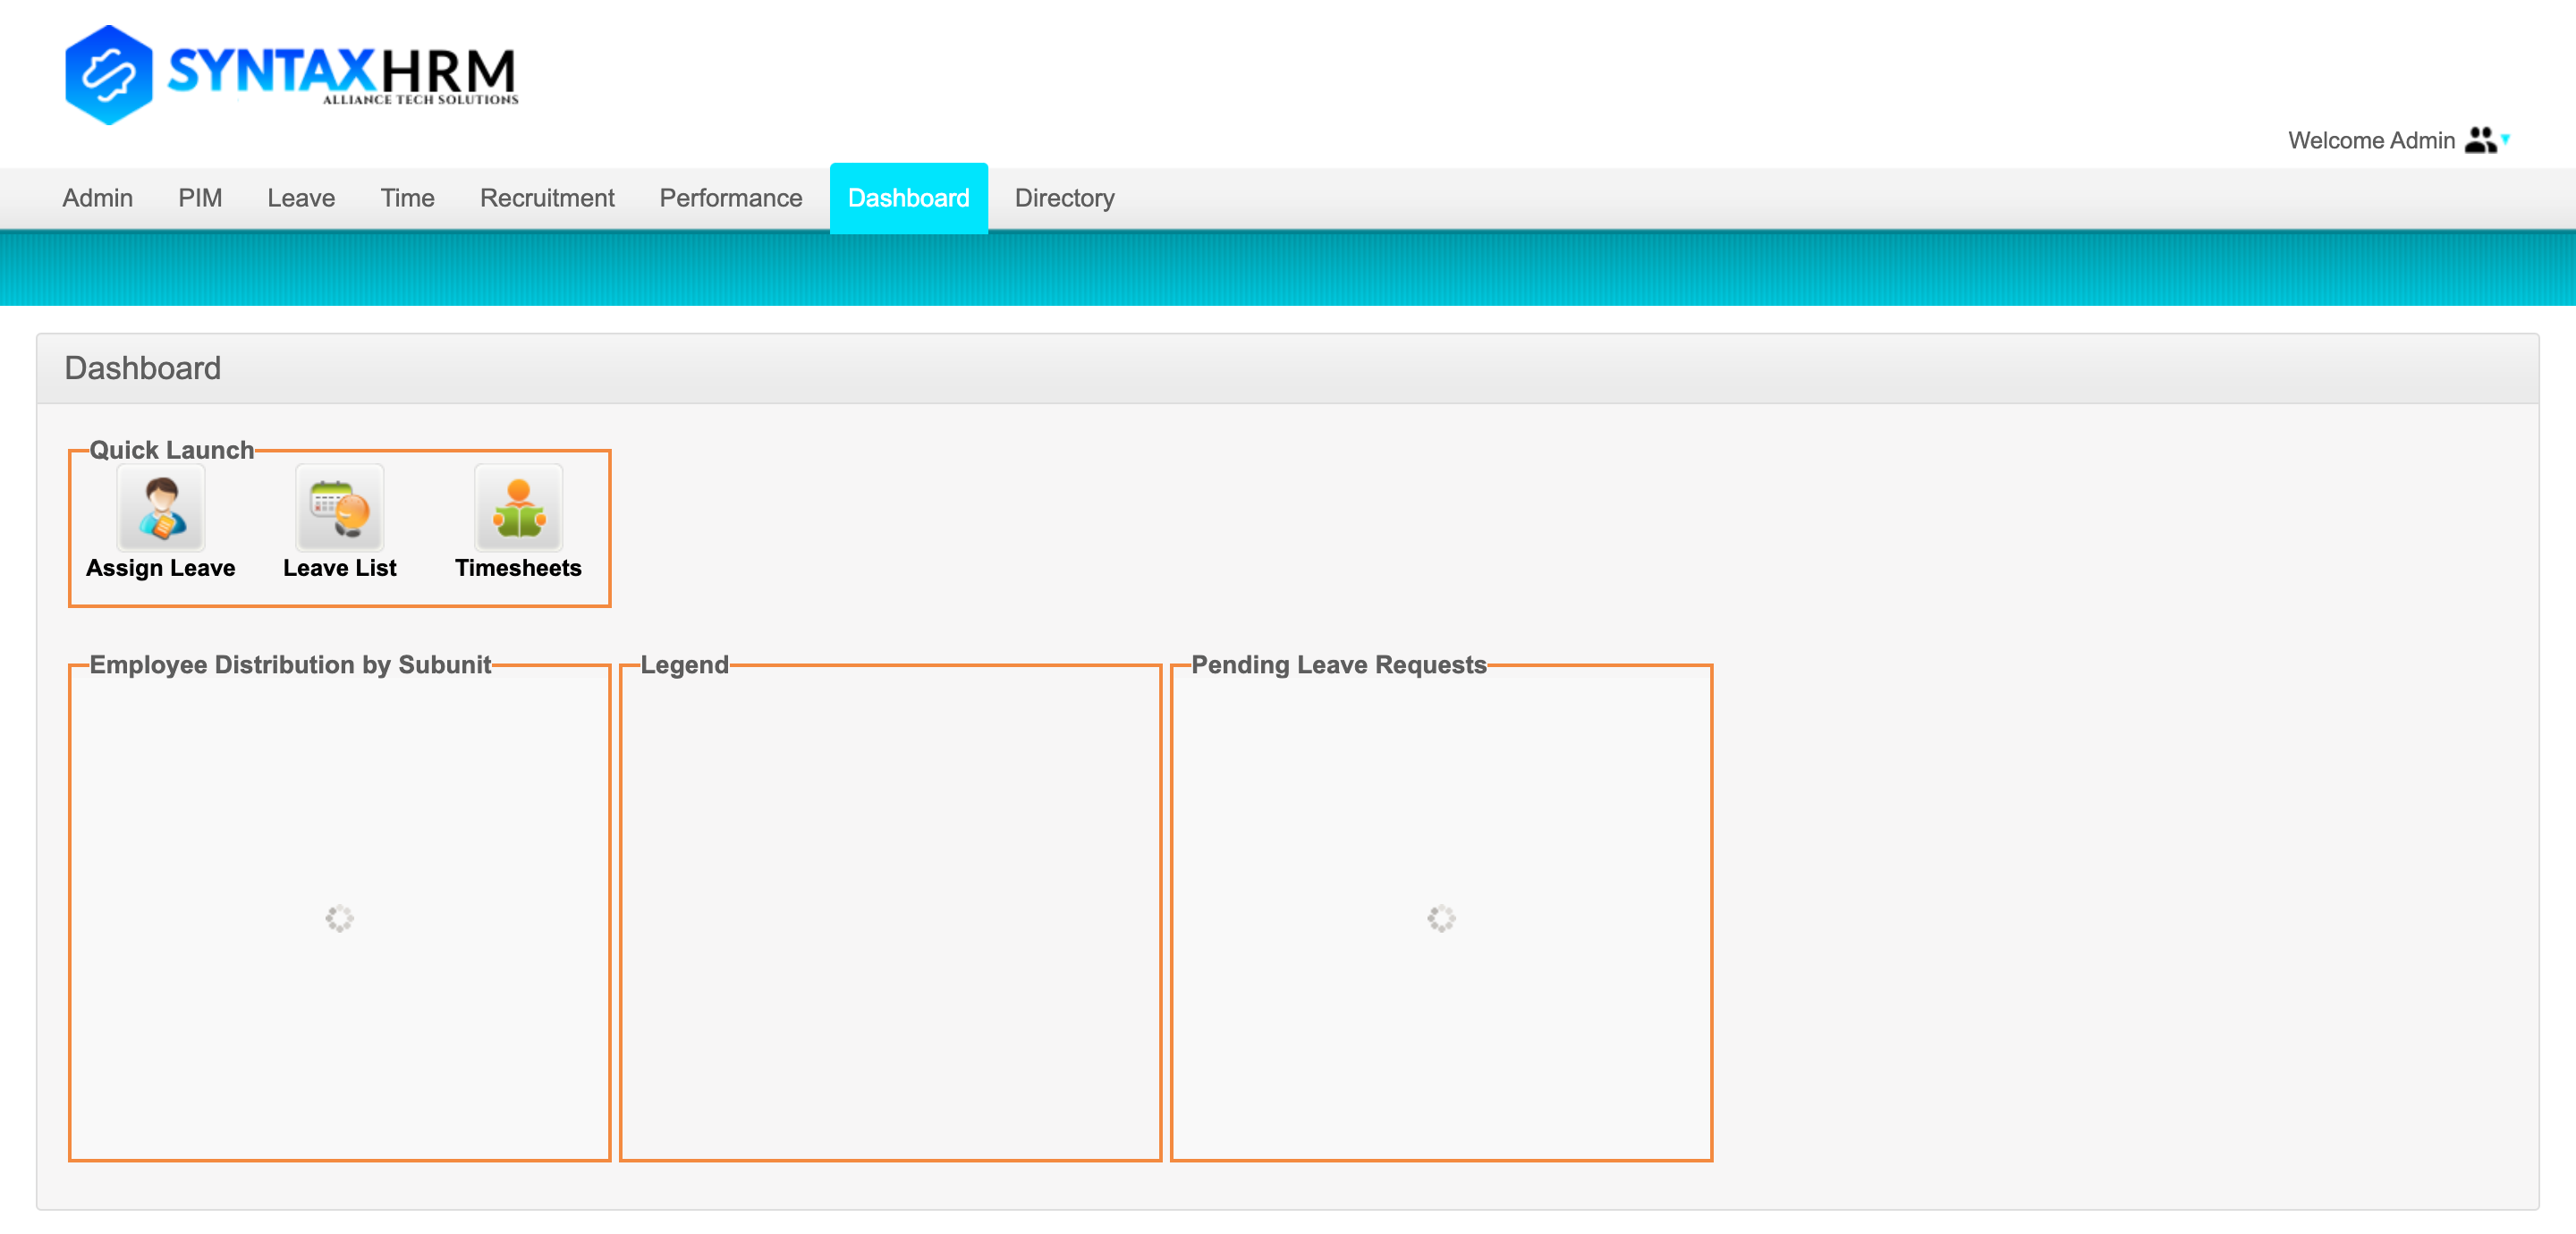 SYNTAXHRM
ALLIANCE TECH SOLUTIONS
Welcome Admin
Admin PIM Leave Time Recruitment Performance Dashboard Directory
Dashboard
Quick Launch
Assign Leave Leave List Timesheets
Employee Distribution by Subunit Legend Pending Leave Requests